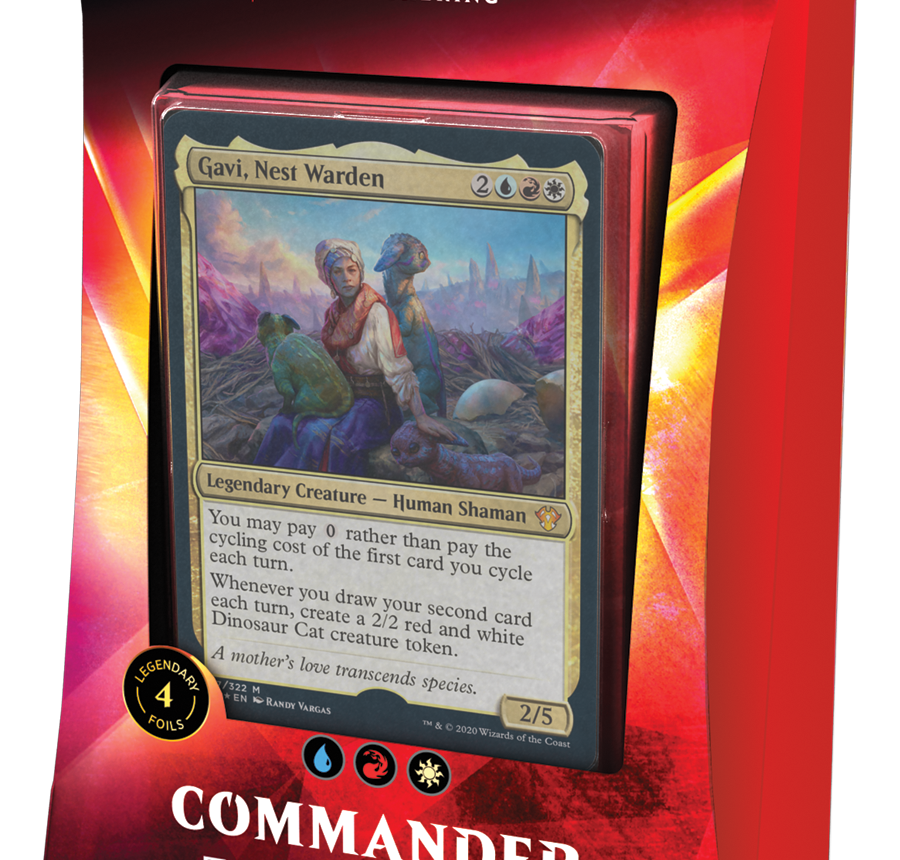 Gavi, Nest Warden
2
Legendary Creature — Human Shaman
You may pay 0 rather than pay the
cycling cost of the first card you cycle
each turn.
Whenever you draw your second card
each turn, create a 2/2 red and white
Dinosaur Cat creature token.
A mother's love transcends species.
/322 M
EN RANDY VARGAS
2/5
™ & © 2020 Wizards of the Coast
LEGENDARY
4
FOILS
COMMANDER